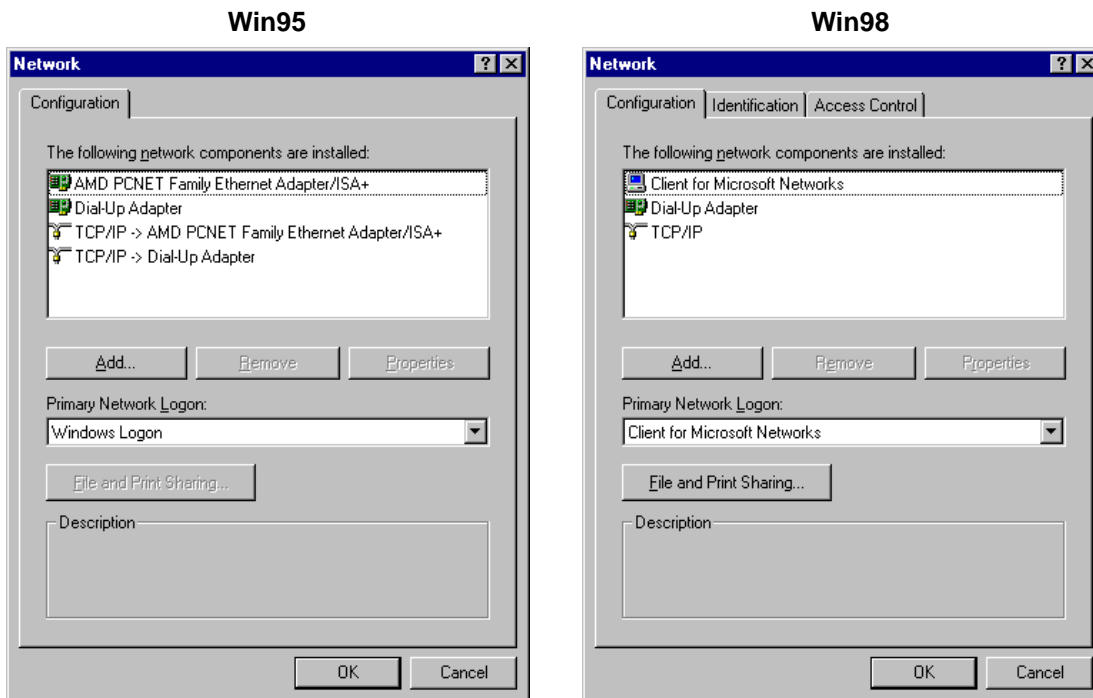 Win95
Network
Configuration
The following network components are installed:
AMD PCNET Family Ethernet Adapter/ISA+
Dial-Up Adapter
TCP/IP -> AMD PCNET Family Ethernet Adapter/ISA+
TCP/IP -> Dial-Up Adapter
Add...
Remove
Properties
Primary Network Logon:
Windows Logon
File and Print Sharing...
Description
OK
Cancel
Win98
Network
Configuration
Identification
Access Control
The following network components are installed:
Client for Microsoft Networks
Dial-Up Adapter
TCP/IP
Add...
Remove
Properties
Primary Network Logon:
Client for Microsoft Networks
File and Print Sharing...
Description
OK
Cancel